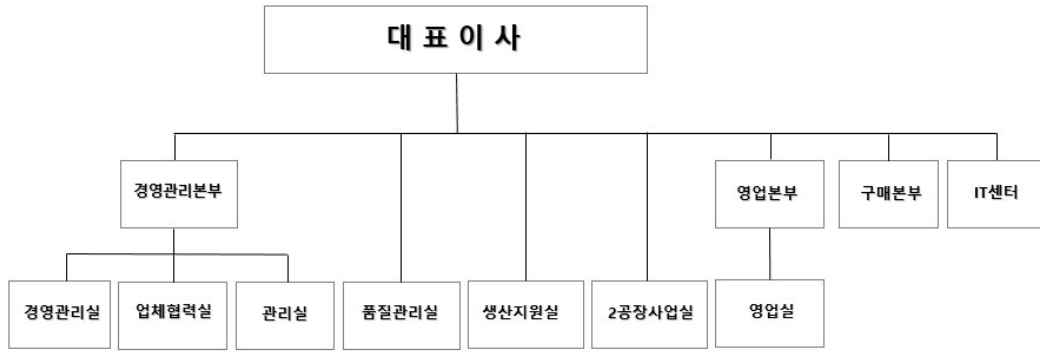 대 표 이 사
경영관리본부
영업본부
구매본부
IT센터
경영관리실
업체협력실
관리실
품질관리실
생산지원실
2공장사업실
영업실